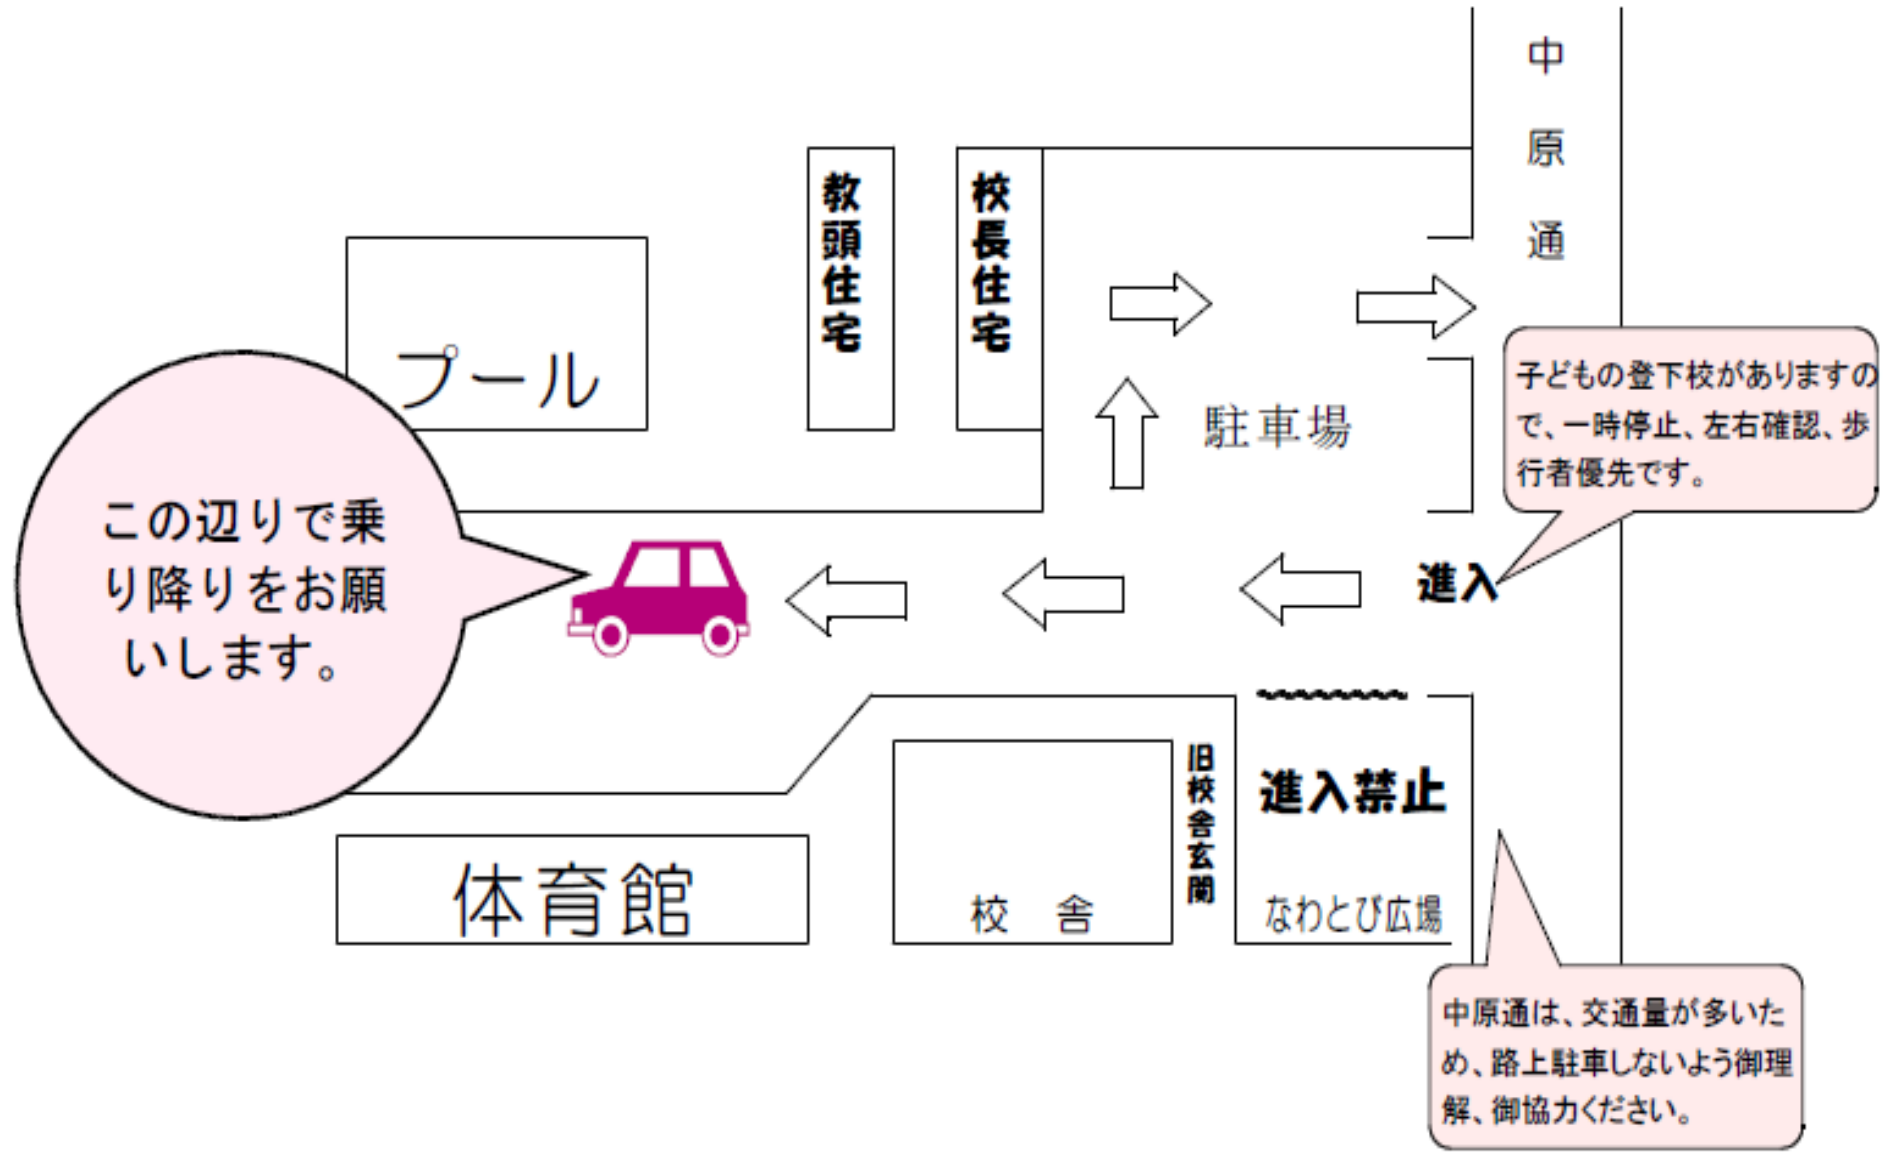 中原通
教頭住宅
校長住宅
プール
駐車場
子どもの登下校がありますの
で、一時停止、左右確認、歩
行者優先です。
この辺りで乗
り降りをお願
いします。
進入
旧校舎玄関
進入禁止
体育館
校 舎
なわとび広場
中原通は、交通量が多いた
め、路上駐車しないよう御理
解、御協力ください。